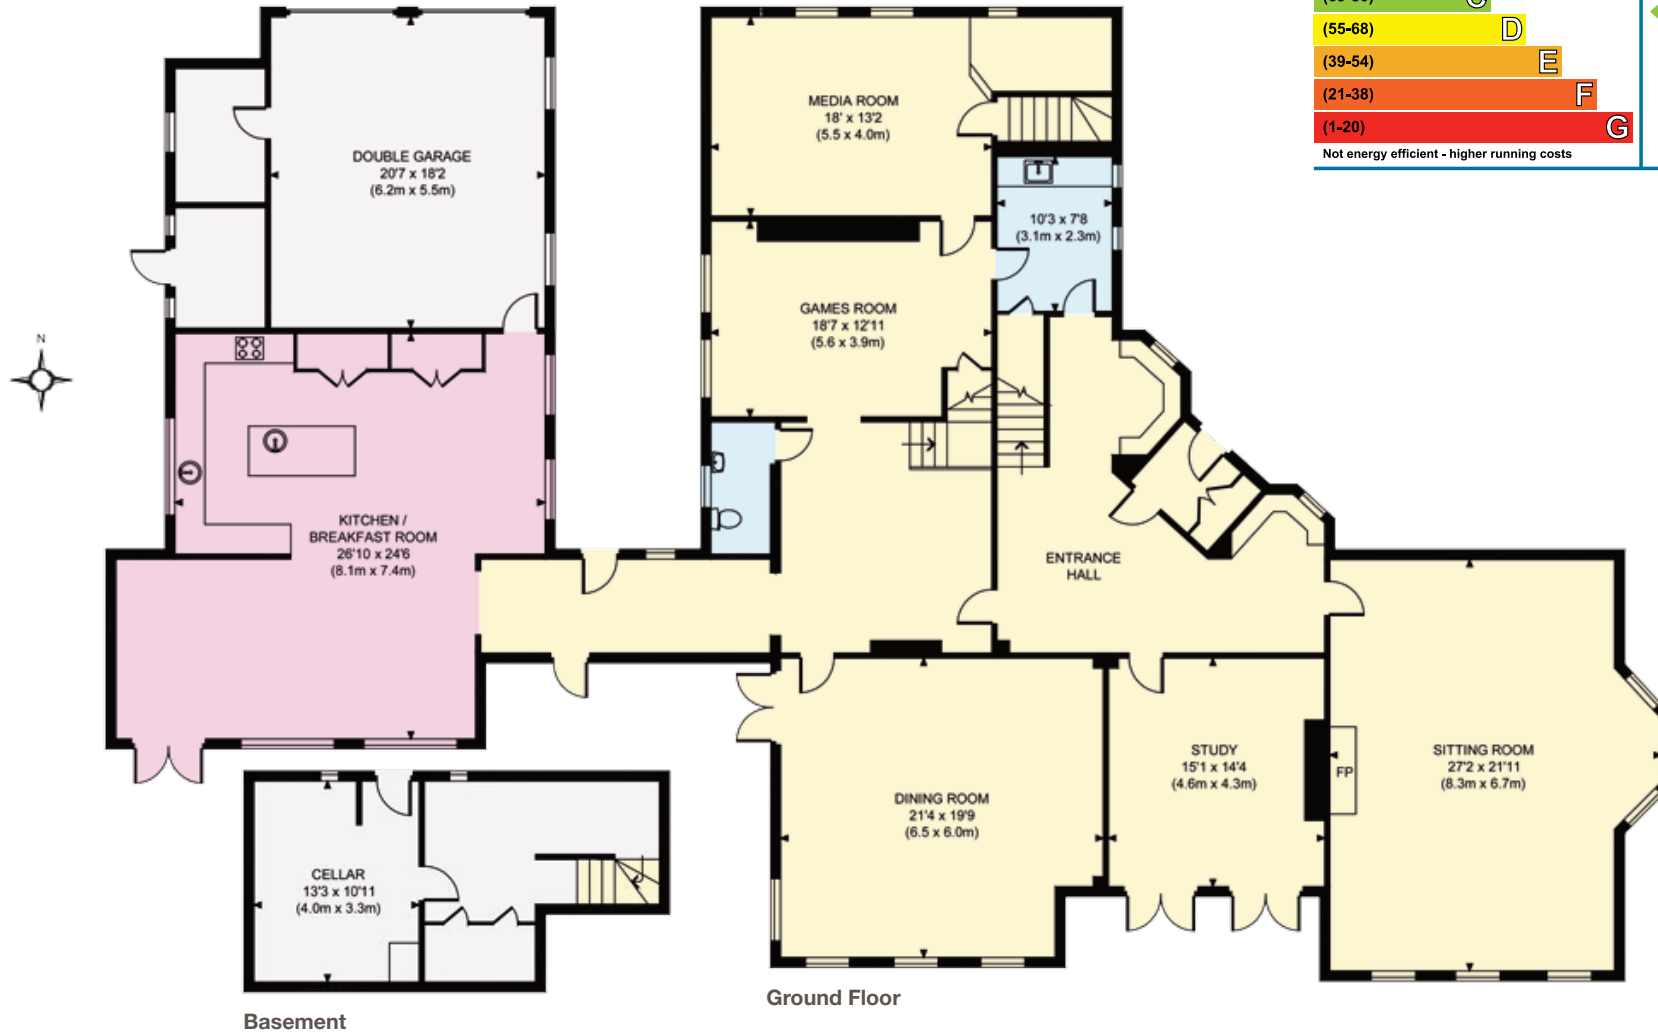 (55-68) D
(39-54) E
(21-38) F
(1-20) G
Not energy efficient - higher running costs
MEDIA ROOM
18' x 13'2
(5.5 x 4.0m)
DOUBLE GARAGE
20'7 x 18'2
(6.2m x 5.5m)
10'3 x 7'8
(3.1m x 2.3m)
GAMES ROOM
18'7 x 12'11
(5.6 x 3.9m)
N
KITCHEN /
BREAKFAST ROOM
26'10 x 24'6
(8.1m x 7.4m)
ENTRANCE
HALL
STUDY
15'1 x 14'4
(4.6m x 4.3m)
FP
SITTING ROOM
27'2 x 21'11
(8.3m x 6.7m)
DINING ROOM
21'4 x 19'9
(6.5 x 6.0m)
CELLAR
13'3 x 10'11
(4.0m x 3.3m)
Ground Floor
Basement